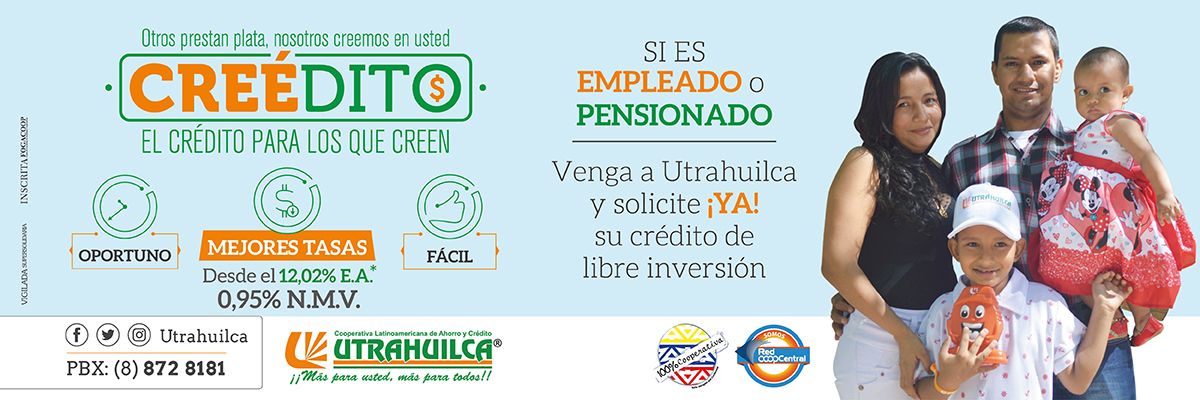 Otros prestan plata, nosotros creemos en usted
CREÉDITO
$
EL CRÉDITO PARA LOS QUE CREEN
OPORTUNO
$
MEJORES TASAS
Desde el 12,02% E.A.*
0,95% N.M.V.
FÁCIL
VIGILADA SUPERSOLIDARIA
INSCRITA FOGACOOP
SI ES
EMPLEADO o
PENSIONADO
Venga a Utrahuilca
y solicite ¡YA!
su crédito de
libre inversión
UTRAHUILCA
Utrahuilca
PBX: (8) 872 8181
Cooperativa Latinoamericana de Ahorro y Crédito
UTRAHUILCA®
¡¡Más para usted, más para todos!!
100% Cooperativa
SOMOS
Red COOPCentral